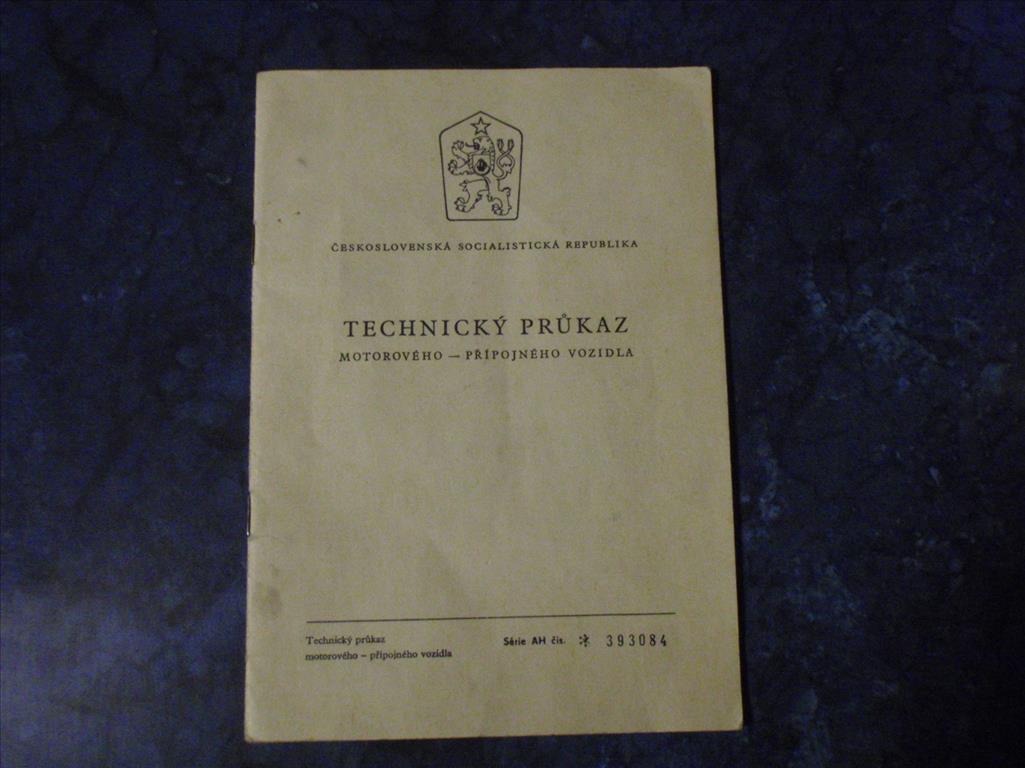 ČESKOSLOVENSKÁ SOCIALISTICKÁ REPUBLIKA
TECHNICKÝ PRŮKAZ
MOTOROVÉHO — PŘÍPOJNÉHO VOZIDLA
Technický průkaz
motorového – přípojného vozidla
Série AH čís. * 393084